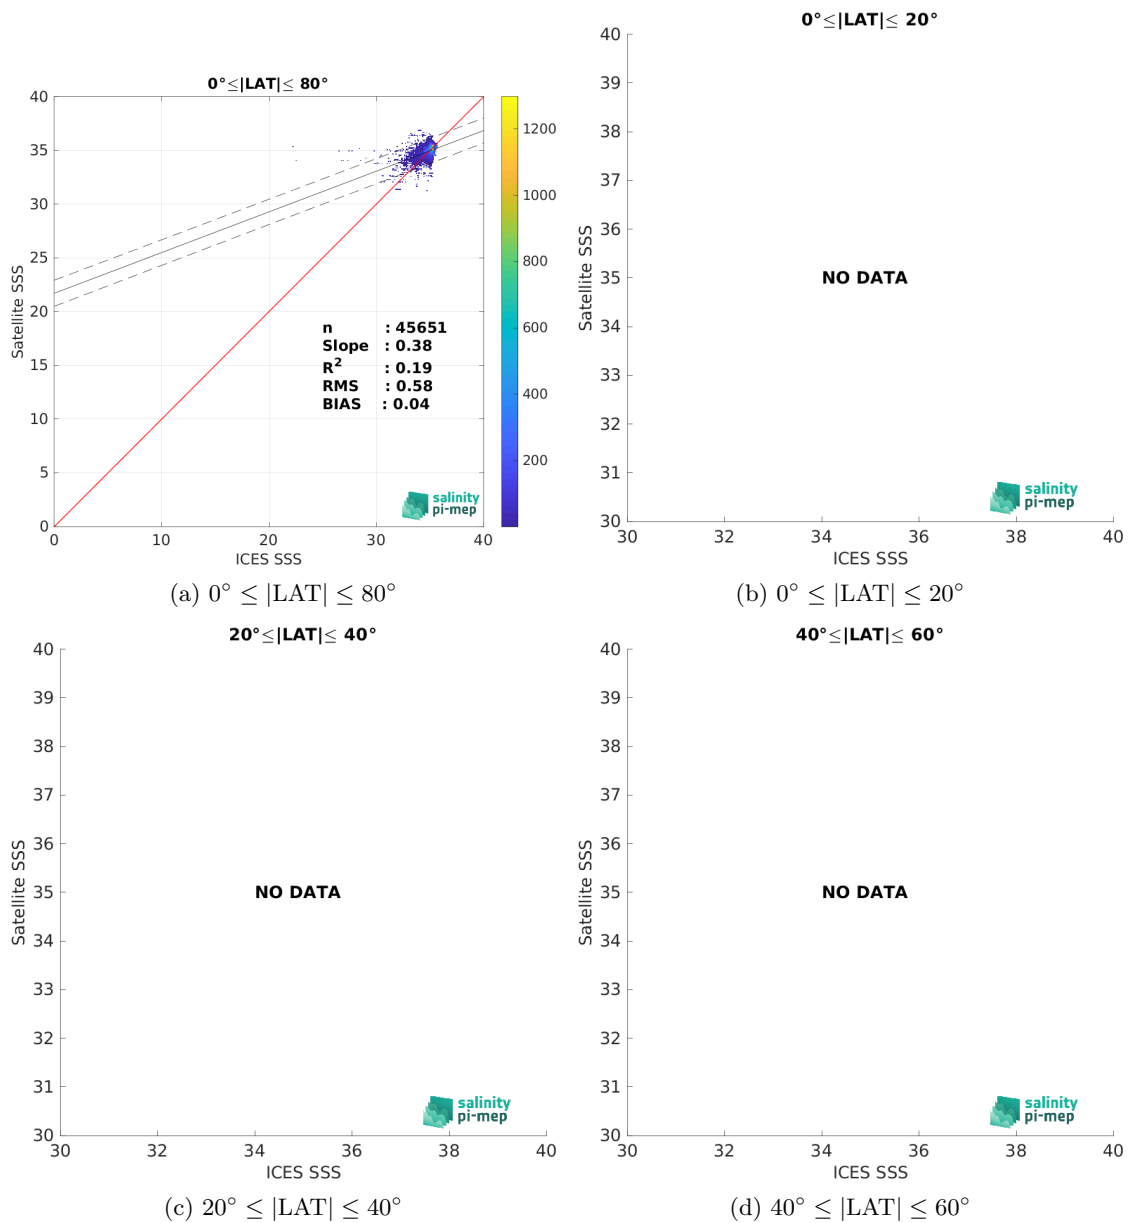 0°≤|LAT|≤ 80°
40
35
30
25
20
15
10
5
0
0
10
20
30
40
Satellite SSS
ICES SSS
n : 45651
Slope : 0.38
R² : 0.19
RMS : 0.58
BIAS : 0.04
salinity
pi-mep
1200
1000
800
600
400
200
(a) 0° ≤ |LAT| ≤ 80°
0°≤|LAT|≤ 20°
40
39
38
37
36
35
34
33
32
31
30
30
32
34
36
38
40
Satellite SSS
ICES SSS
NO DATA
salinity
pi-mep
(b) 0° ≤ |LAT| ≤ 20°
20°≤|LAT|≤ 40°
40
39
38
37
36
35
34
33
32
31
30
30
32
34
36
38
40
Satellite SSS
ICES SSS
NO DATA
salinity
pi-mep
(c) 20° ≤ |LAT| ≤ 40°
40°≤|LAT|≤ 60°
40
39
38
37
36
35
34
33
32
31
30
30
32
34
36
38
40
Satellite SSS
ICES SSS
NO DATA
salinity
pi-mep
(d) 40° ≤ |LAT| ≤ 60°